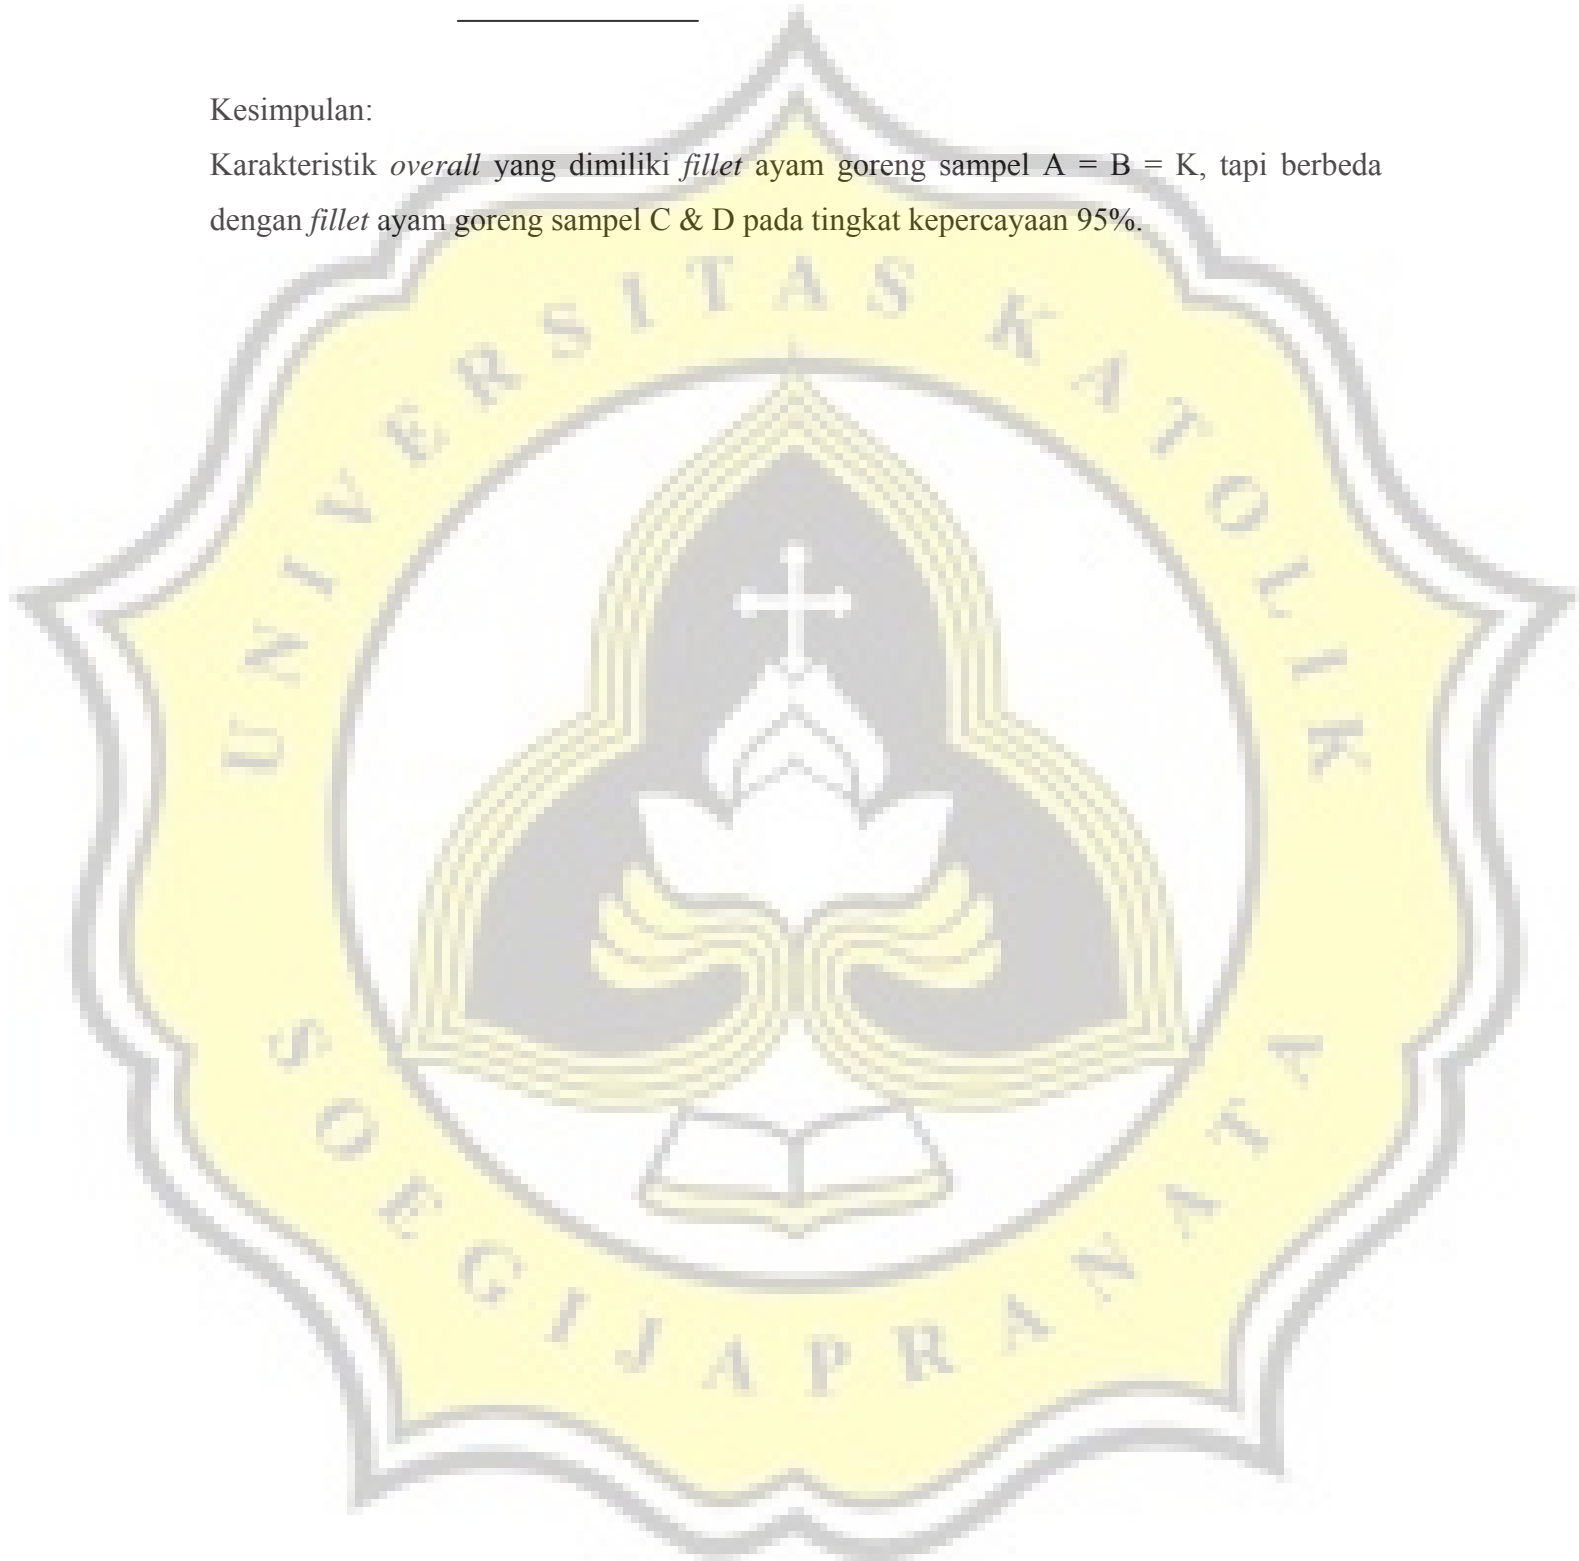 Kesimpulan:
Karakteristik overall yang dimiliki fillet ayam goreng sampel A = B = K, tapi berbeda
dengan fillet ayam goreng sampel C & D pada tingkat kepercayaan 95%.
UNIVERSITAS KATOLIK
SOEGIJAPRANATA